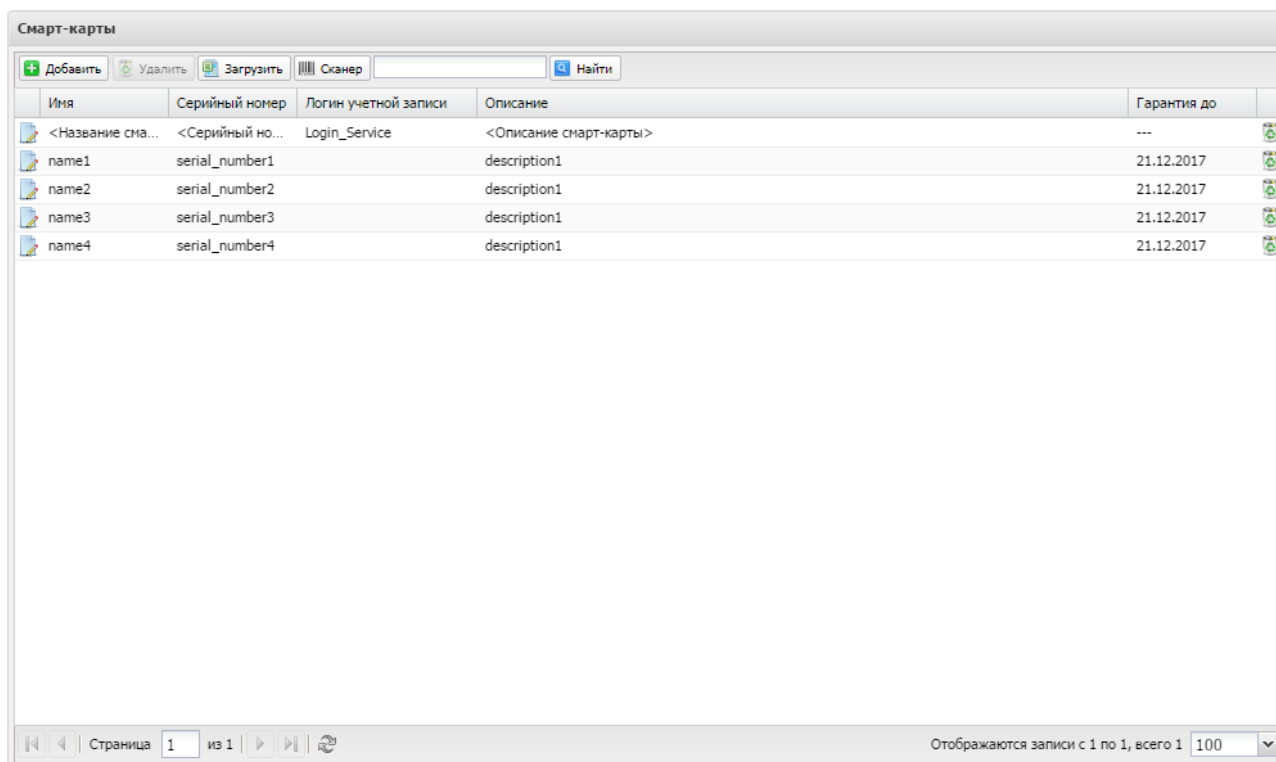 Смарт-карты
Добавить Удалить Загрузить Сканер Найти
Имя Серийный номер Логин учетной записи Описание Гарантия до
<Название сма... <Серийный но... Login_Service <Описание смарт-карты> ---
name1 serial_number1 description1 21.12.2017
name2 serial_number2 description1 21.12.2017
name3 serial_number3 description1 21.12.2017
name4 serial_number4 description1 21.12.2017
Страница 1 из 1 Отображаются записи с 1 по 1, всего 1 100